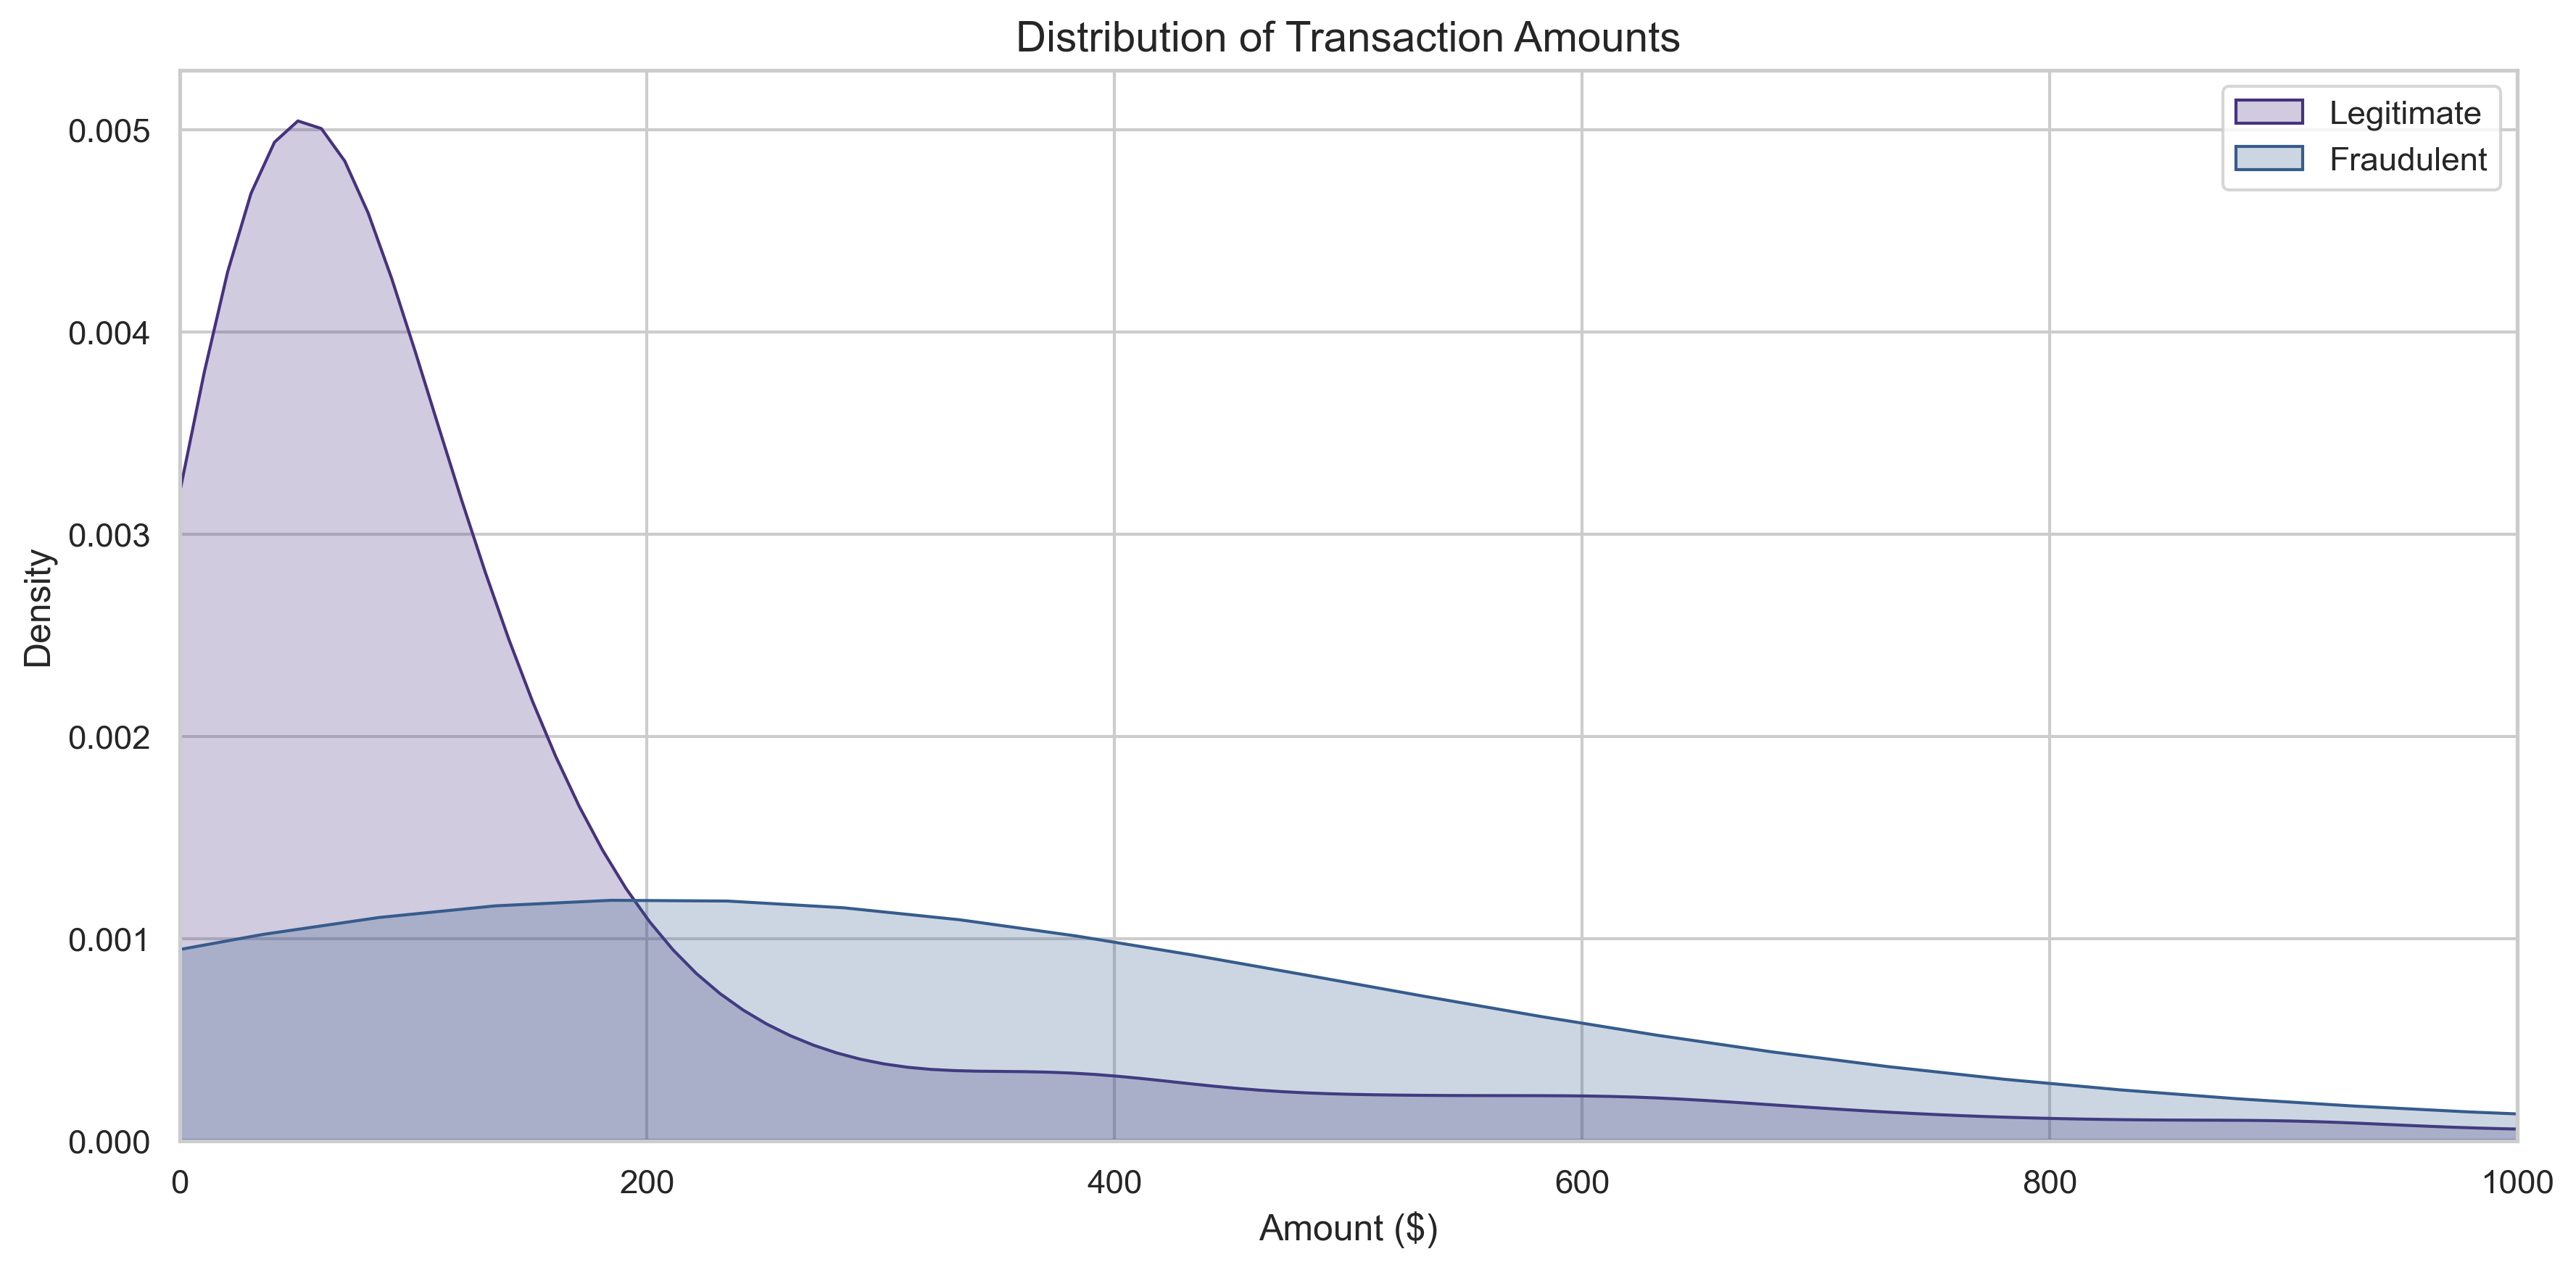 Distribution of Transaction Amounts
Legitimate
Fraudulent
Density
0.005
0.004
0.003
0.002
0.001
0.000
0 200 400 600 800 1000
Amount ($)